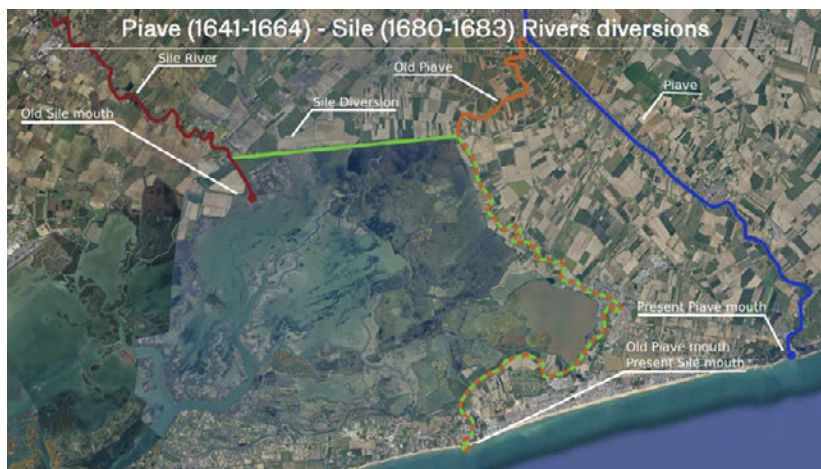 Piave (1641-1664) - Sile (1680-1683) Rivers diversions
Sile River
Old Piave
Piave
Sile Diversion
Old Sile mouth
Present Piave mouth
Old Piave mouth
Present Sile mouth